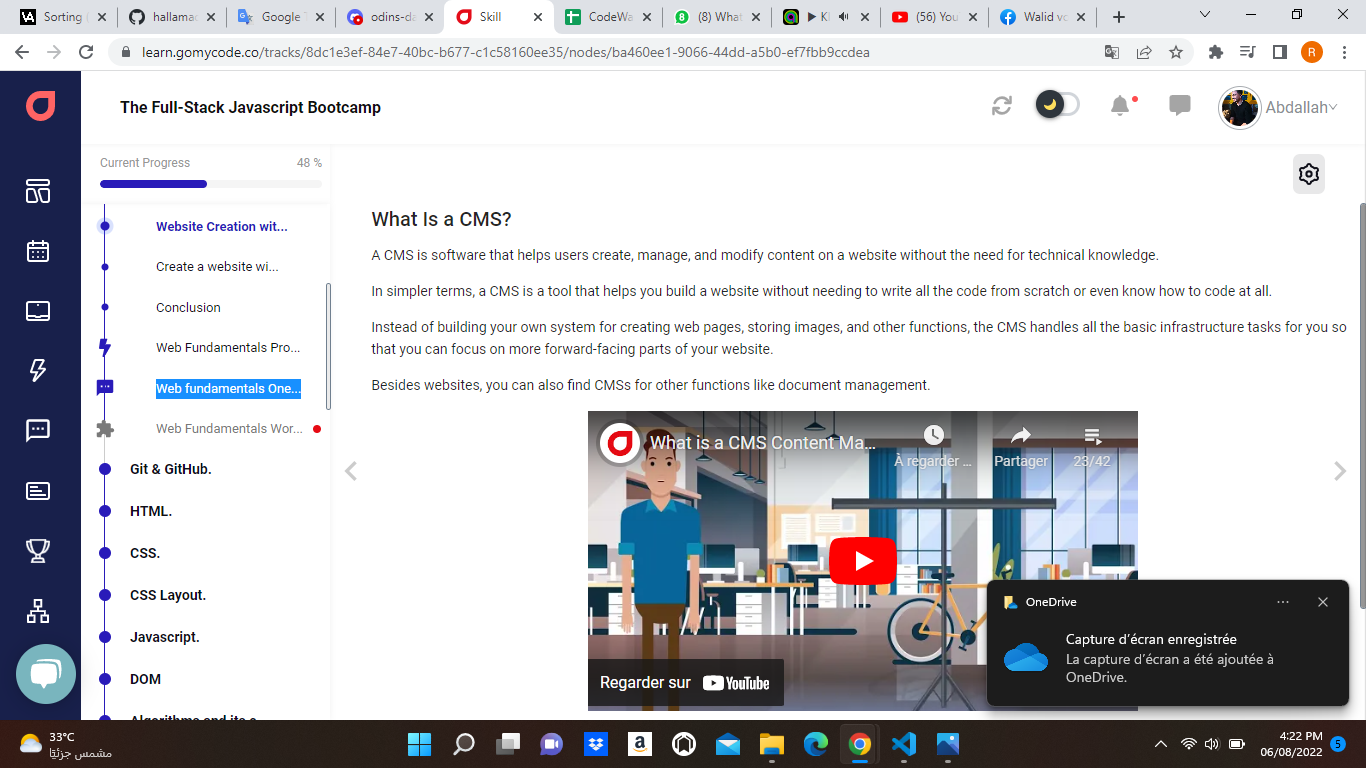 Sorting
hallamac
Google T
odins-da
Skill
CodeWa
(8) What
▶ Kl
(56) You
Walid vo
learn.gomycode.co/tracks/8dc1e3ef-84e7-40bc-b677-c1c58160ee35/nodes/ba460ee1-9066-44dd-a5b0-ef7fbb9ccdea
R
The Full-Stack Javascript Bootcamp
Abdallah
Current Progress 48 %
Website Creation wit...
Create a website wi...
Conclusion
Web Fundamentals Pro...
Web fundamentals One...
Web Fundamentals Wor...
Git & GitHub.
HTML.
CSS.
CSS Layout.
Javascript.
DOM
What Is a CMS?
A CMS is software that helps users create, manage, and modify content on a website without the need for technical knowledge.
In simpler terms, a CMS is a tool that helps you build a website without needing to write all the code from scratch or even know how to code at all.
Instead of building your own system for creating web pages, storing images, and other functions, the CMS handles all the basic infrastructure tasks for you so
that you can focus on more forward-facing parts of your website.
Besides websites, you can also find CMSs for other functions like document management.
What is a CMS Content Ma...
À regarder ...
Partager
23/42
Regarder sur YouTube
OneDrive
Capture d'écran enregistrée
La capture d'écran a été ajoutée à
OneDrive.
33°C
مشمس جزئيًا
4:22 PM
06/08/2022
5